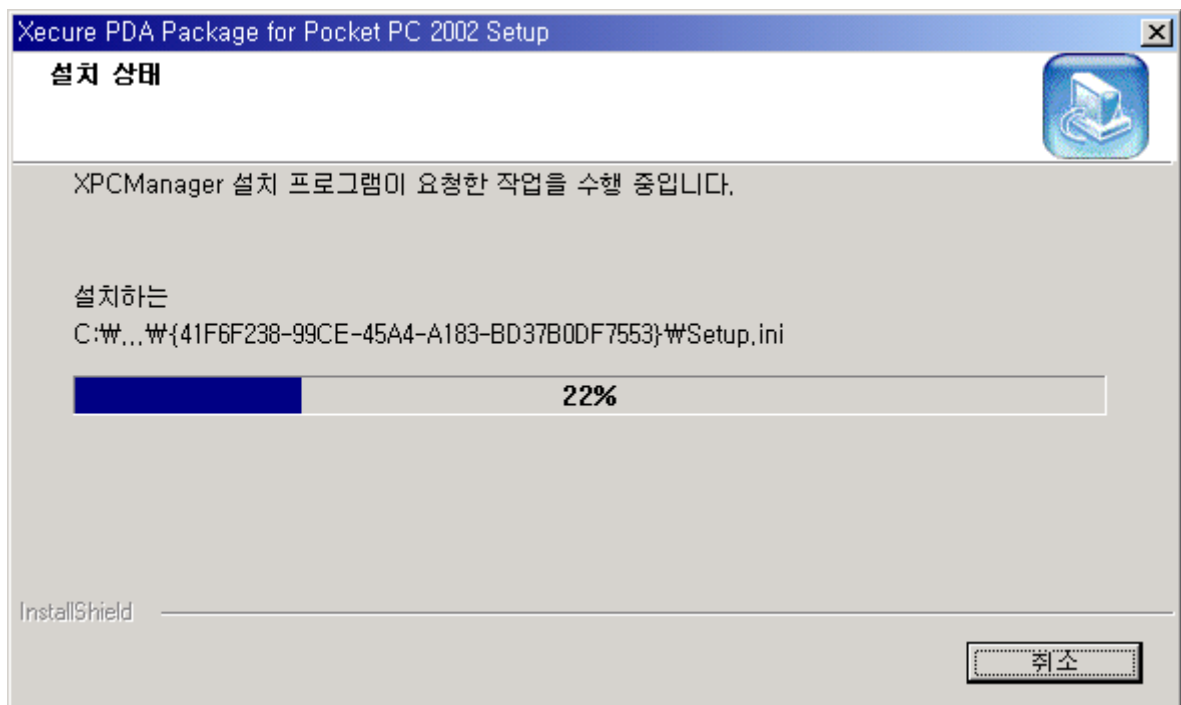 Xecure PDA Package for Pocket PC 2002 Setup
설치 상태
XPCManager 설치 프로그램이 요청한 작업을 수행 중입니다.
설치하는
C:₩...₩{41F6F238-99CE-45A4-A183-BD37B0DF7553}₩Setup.ini
22%
InstallShield
취소